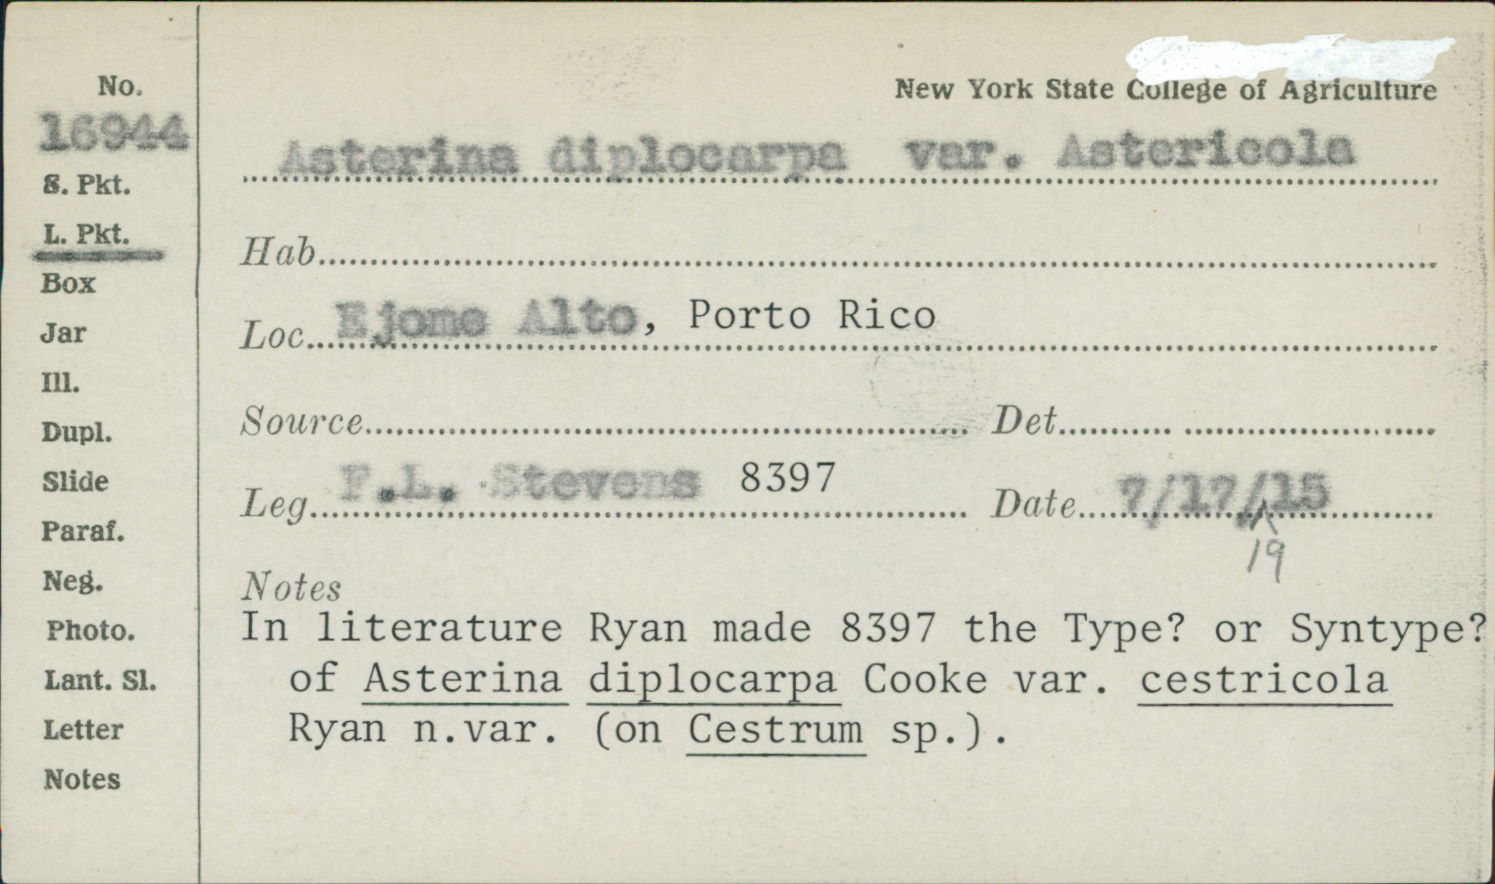 New York State College of Agriculture
No.
16944
Asterina diplocarpa var. Astericola
S. Pkt.
L. Pkt.
Hab
Box
Loc. Ejome Alto, Porto Rico
Jar
Ill.
Source Det.
Dupl.
Slide
Leg. F.L. Stevens 8397 Date 7/17/15
19
Paraf.
Neg.
Notes
Photo.
In literature Ryan made 8397 the Type? or Syntype?
Lant. Sl.
of Asterina diplocarpa Cooke var. cestricola
Letter
Ryan n.var. (on Cestrum sp.).
Notes